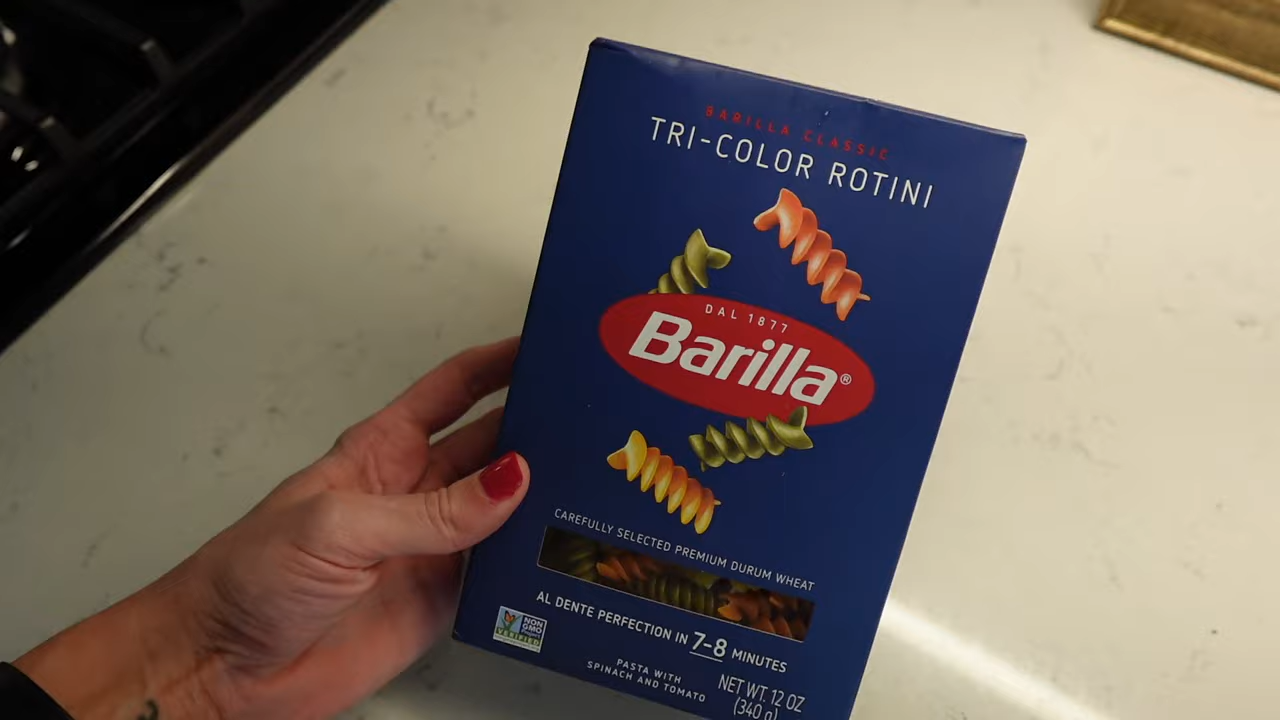 BARILLA CLASSIC
TRI-COLOR ROTINI
DAL 1877
Barilla®
CAREFULLY SELECTED PREMIUM DURUM WHEAT
AL DENTE PERFECTION IN 7-8 MINUTES
NON
GMO
VERIFIED
PASTA WITH
SPINACH AND TOMATO
NET WT. 12 OZ
(340 g)